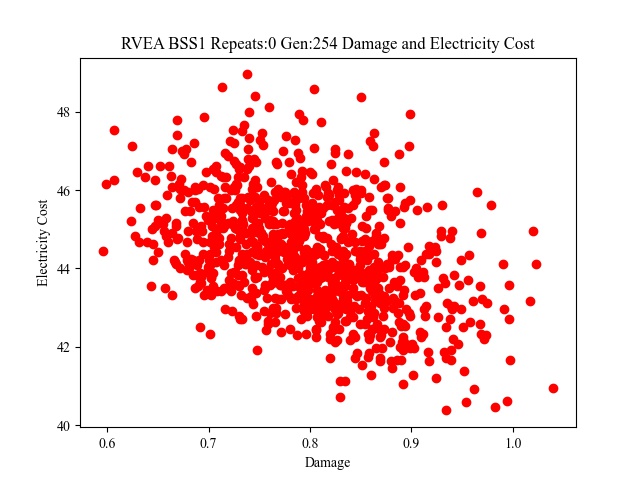 RVEA BSS1 Repeats:0 Gen:254 Damage and Electricity Cost
48
46
44
42
40
Electricity Cost
0.6 0.7 0.8 0.9 1.0
Damage